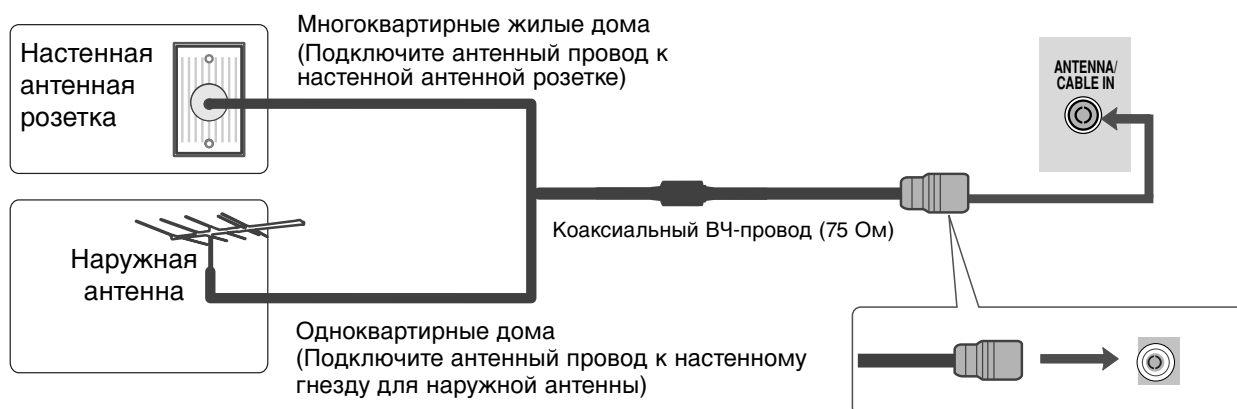 Настенная
антенная
розетка
Многоквартирные жилые дома
(Подключите антенный провод к
настенной антенной розетке)
ANTENNA/
CABLE IN
Коаксиальный ВЧ-провод (75 Ом)
Наружная
антенна
Одноквартирные дома
(Подключите антенный провод к настенному
гнезду для наружной антенны)